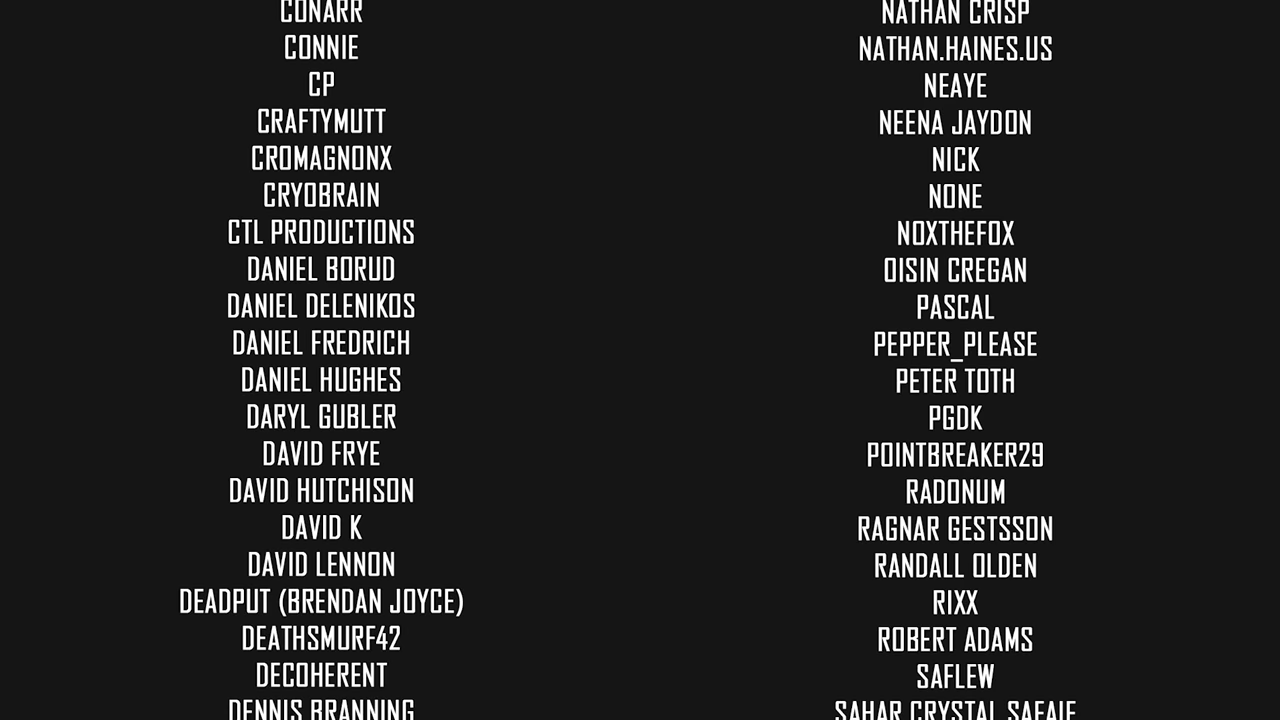 CONARR
CONNIE
CP
CRAFTYMUTT
CROMAGNONX
CRYOBRAIN
CTL PRODUCTIONS
DANIEL BORUD
DANIEL DELENIKOS
DANIEL FREDRICH
DANIEL HUGHES
DARYL GUBLER
DAVID FRYE
DAVID HUTCHISON
DAVID K
DAVID LENNON
DEADPUT (BRENDAN JOYCE)
DEATHSMURF42
DECOHERENT
DENNIS BRANNING
NATHAN CRISP
NATHAN.HAINES.US
NEAYE
NEENA JAYDON
NICK
NONE
NOXTHEFOX
OISIN CREGAN
PASCAL
PEPPER_PLEASE
PETER TOTH
PGDK
POINTBREAKER29
RADONUM
RAGNAR GESTSSON
RANDALL OLDEN
RIXX
ROBERT ADAMS
SAFLEW
SAHAR CRYSTAL SAFAIE